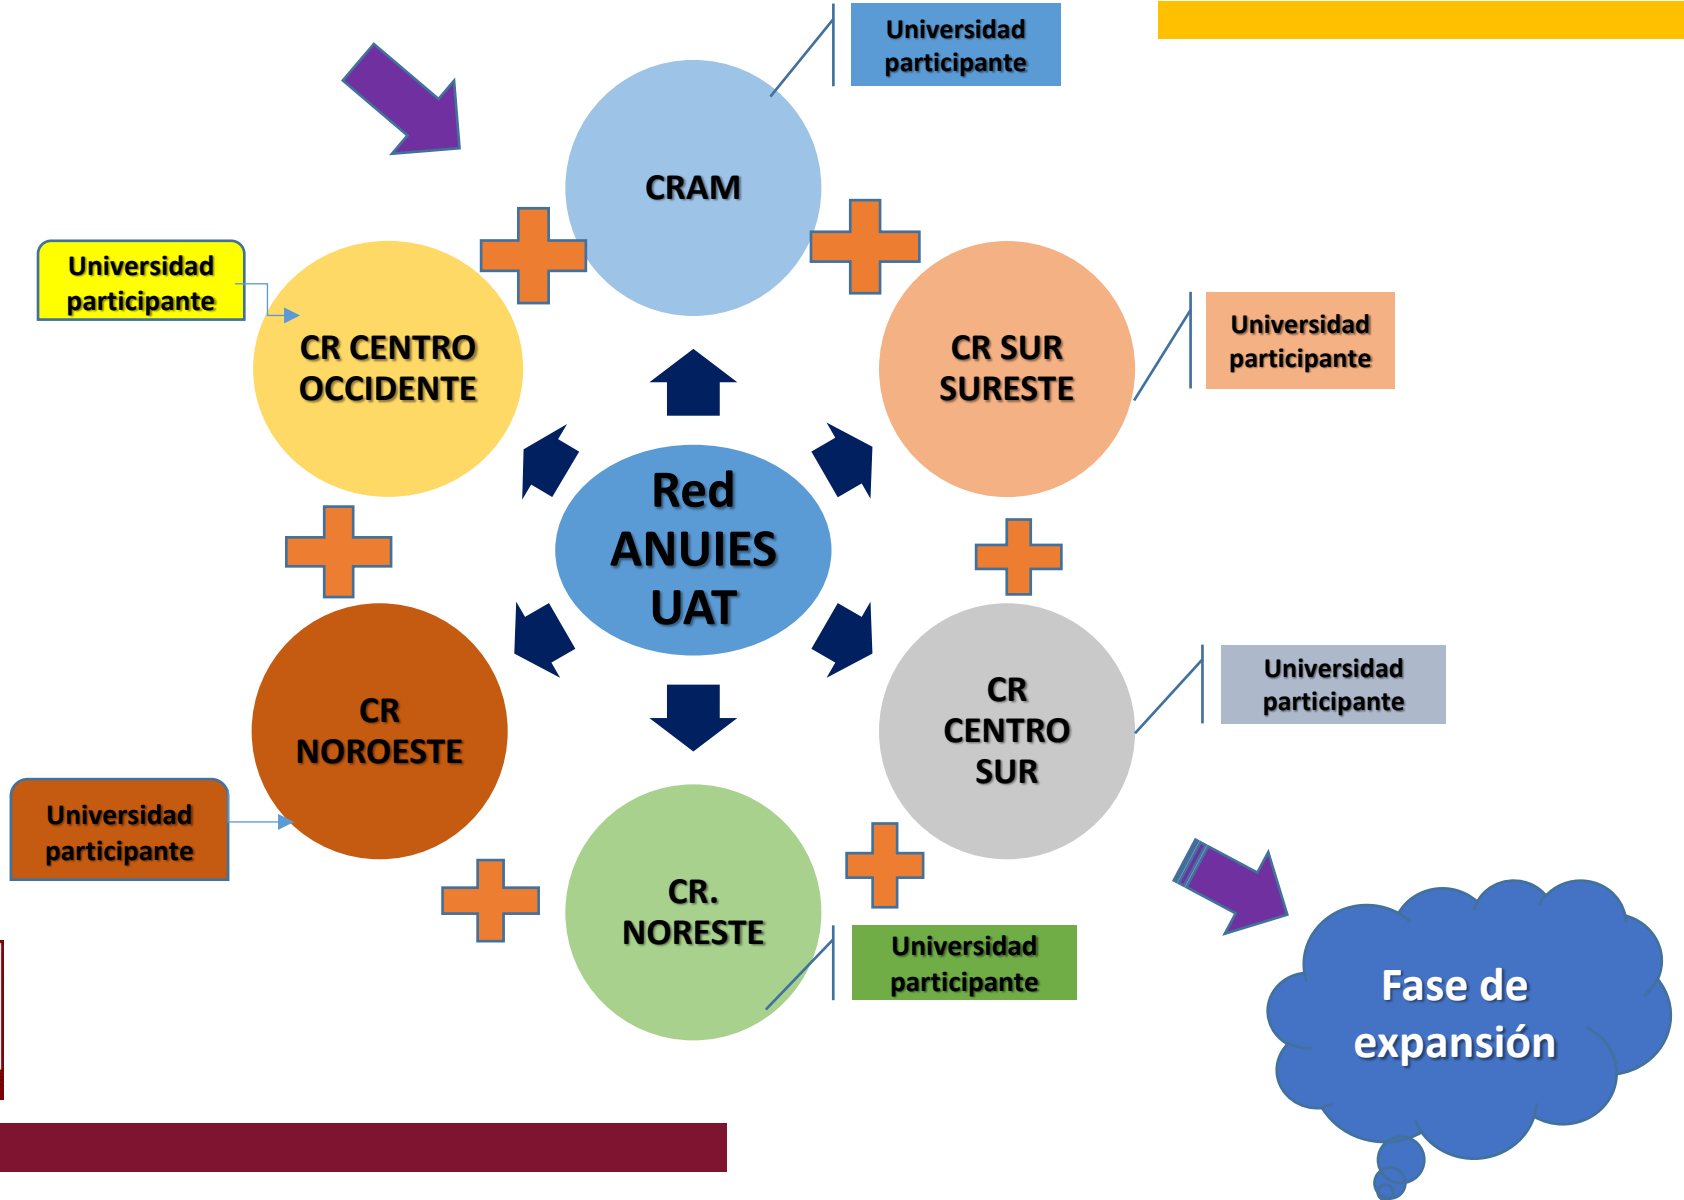 Universidad
participante
CRAM
Universidad
participante
CR CENTRO
OCCIDENTE
CR SUR
SURESTE
Universidad
participante
Red
ANUIES
UAT
CR
NOROESTE
CR
CENTRO
SUR
Universidad
participante
Universidad
participante
CR.
NORESTE
Universidad
participante
Fase de
expansión